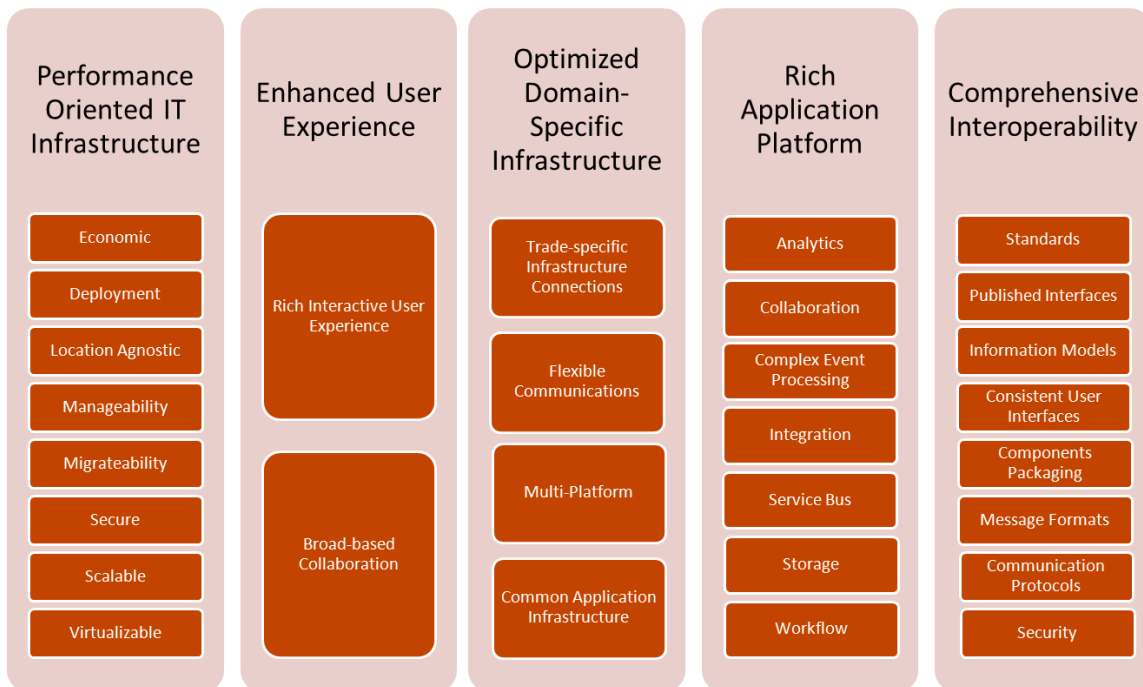 Performance
Oriented IT
Infrastructure
Economic
Deployment
Location Agnostic
Manageability
Migrateability
Secure
Scalable
Virtualizable
Enhanced User
Experience
Rich Interactive User
Experience
Broad-based
Collaboration
Optimized
Domain-
Specific
Infrastructure
Trade-specific
Infrastructure
Connections
Flexible
Communications
Multi-Platform
Common Application
Infrastructure
Rich
Application
Platform
Analytics
Collaboration
Complex Event
Processing
Integration
Service Bus
Storage
Workflow
Comprehensive
Interoperability
Standards
Published Interfaces
Information Models
Consistent User
Interfaces
Components
Packaging
Message Formats
Communication
Protocols
Security